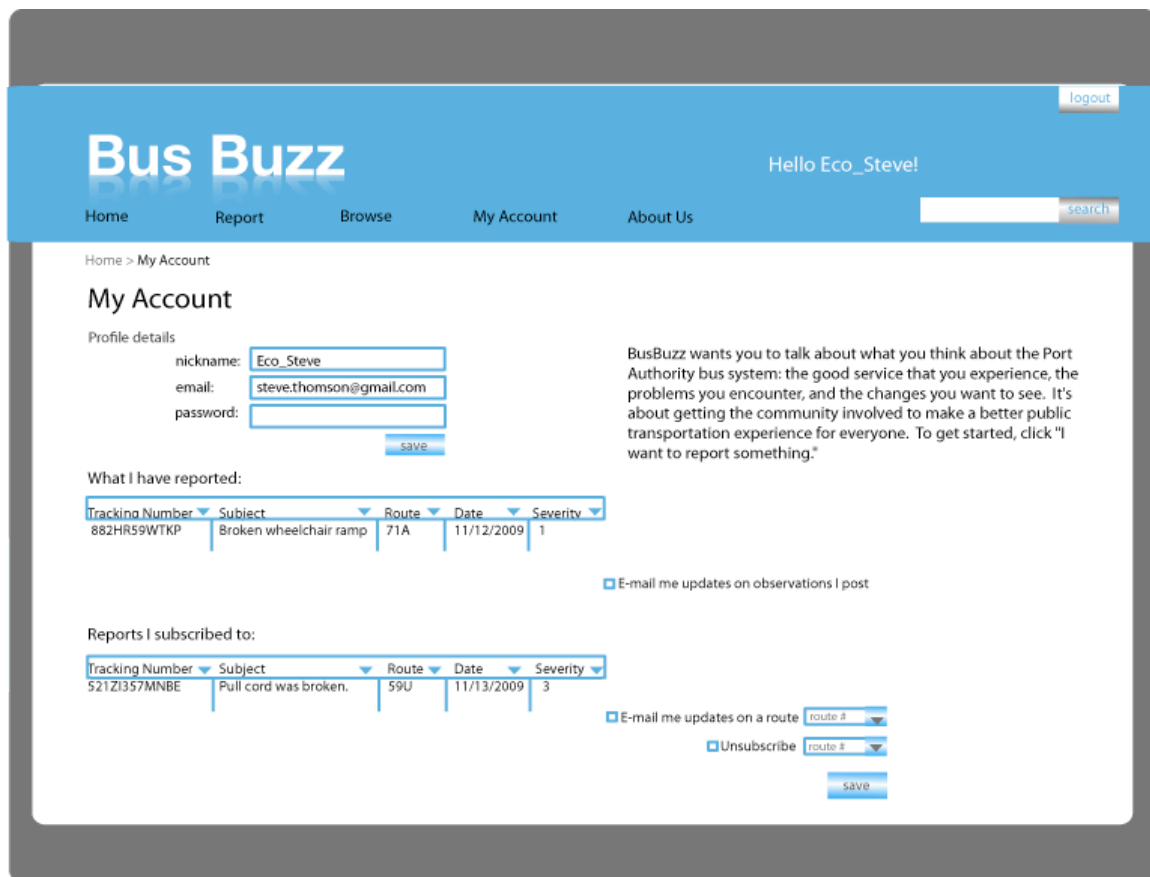 logout
Bus Buzz
Hello Eco_Steve!
Home Report Browse My Account About Us
search
Home > My Account
My Account
Profile details
nickname: Eco_Steve
email: steve.thomson@gmail.com
password:
save
BusBuzz wants you to talk about what you think about the Port
Authority bus system: the good service that you experience, the
problems you encounter, and the changes you want to see. It's
about getting the community involved to make a better public
transportation experience for everyone. To get started, click "I
want to report something."
What I have reported:
Tracking Number Subject Route Date Severity
882HR59WTKP Broken wheelchair ramp 71A 11/12/2009 1
E-mail me updates on observations I post
Reports I subscribed to:
Tracking Number Subject Route Date Severity
521ZI357MNBE Pull cord was broken. 59U 11/13/2009 3
E-mail me updates on a route route #
Unsubscribe route #
save